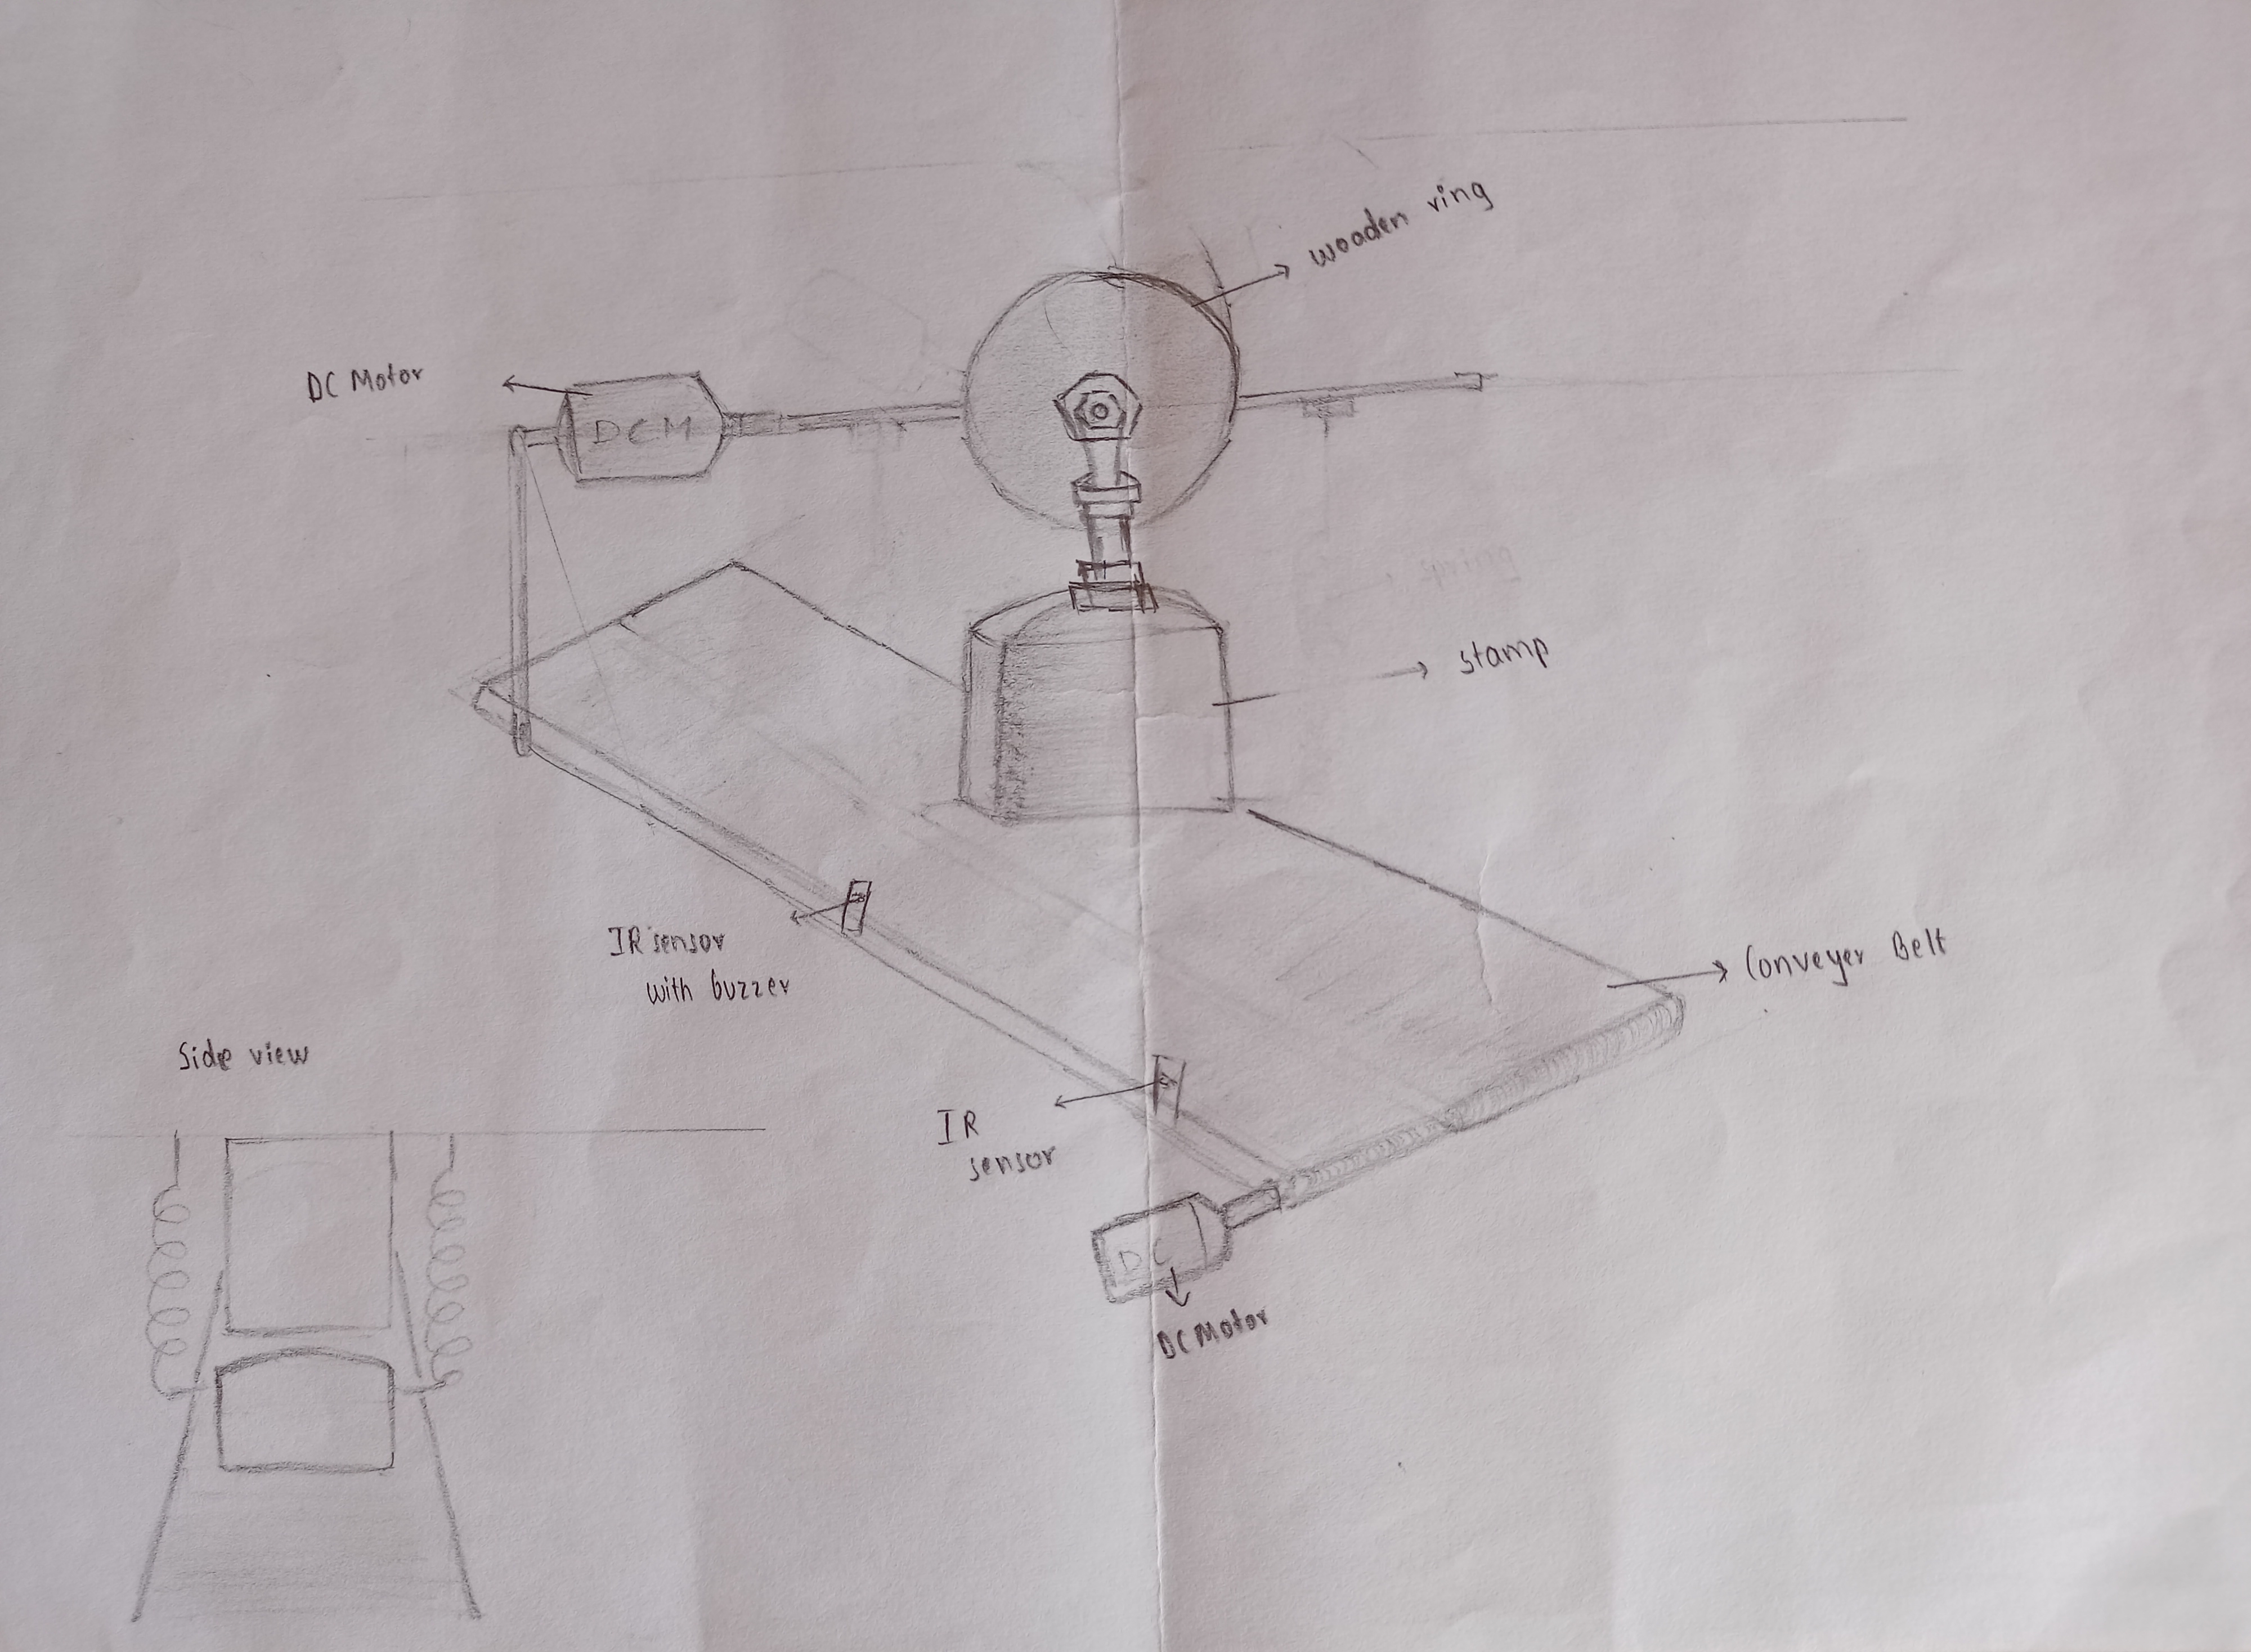 wooden ring
DC Motor
DCM
stamp
IR sensor
with buzzer
Conveyer Belt
Side view
IR
sensor
DC
DC Motor